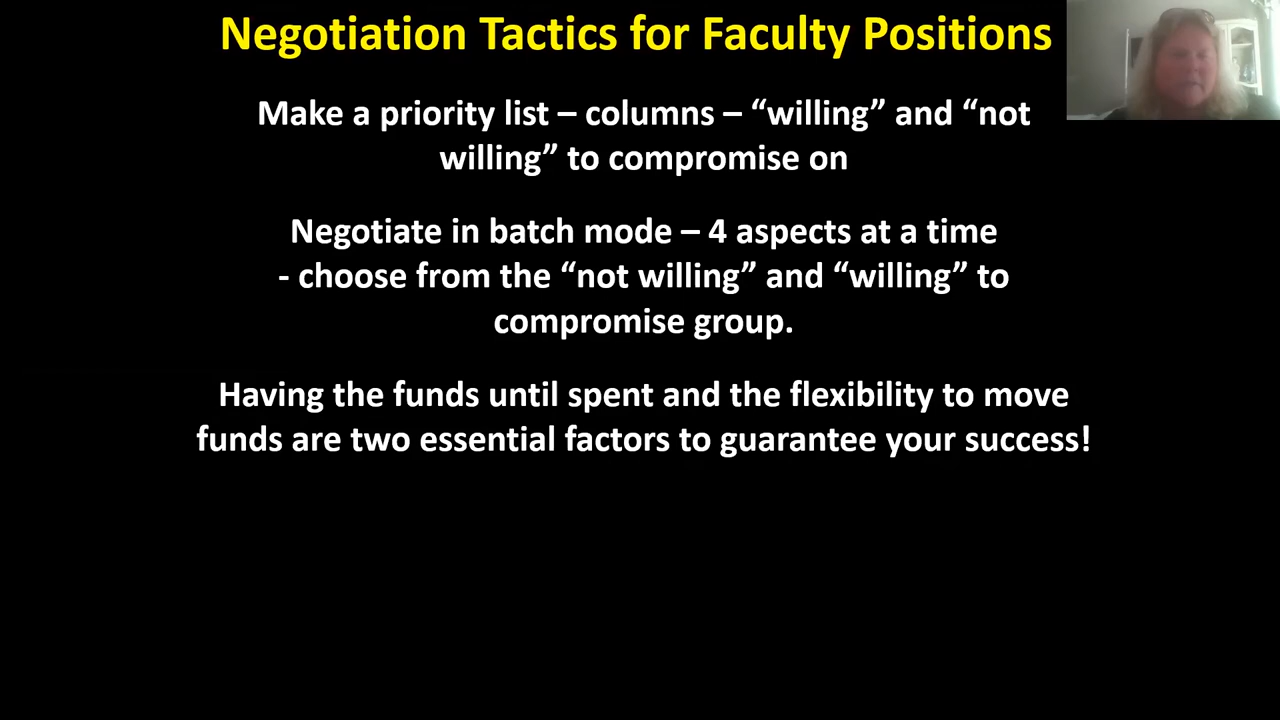 Negotiation Tactics for Faculty Positions
Make a priority list – columns – “willing” and “not
willing” to compromise on
Negotiate in batch mode – 4 aspects at a time
- choose from the “not willing” and “willing” to
compromise group.
Having the funds until spent and the flexibility to move
funds are two essential factors to guarantee your success!